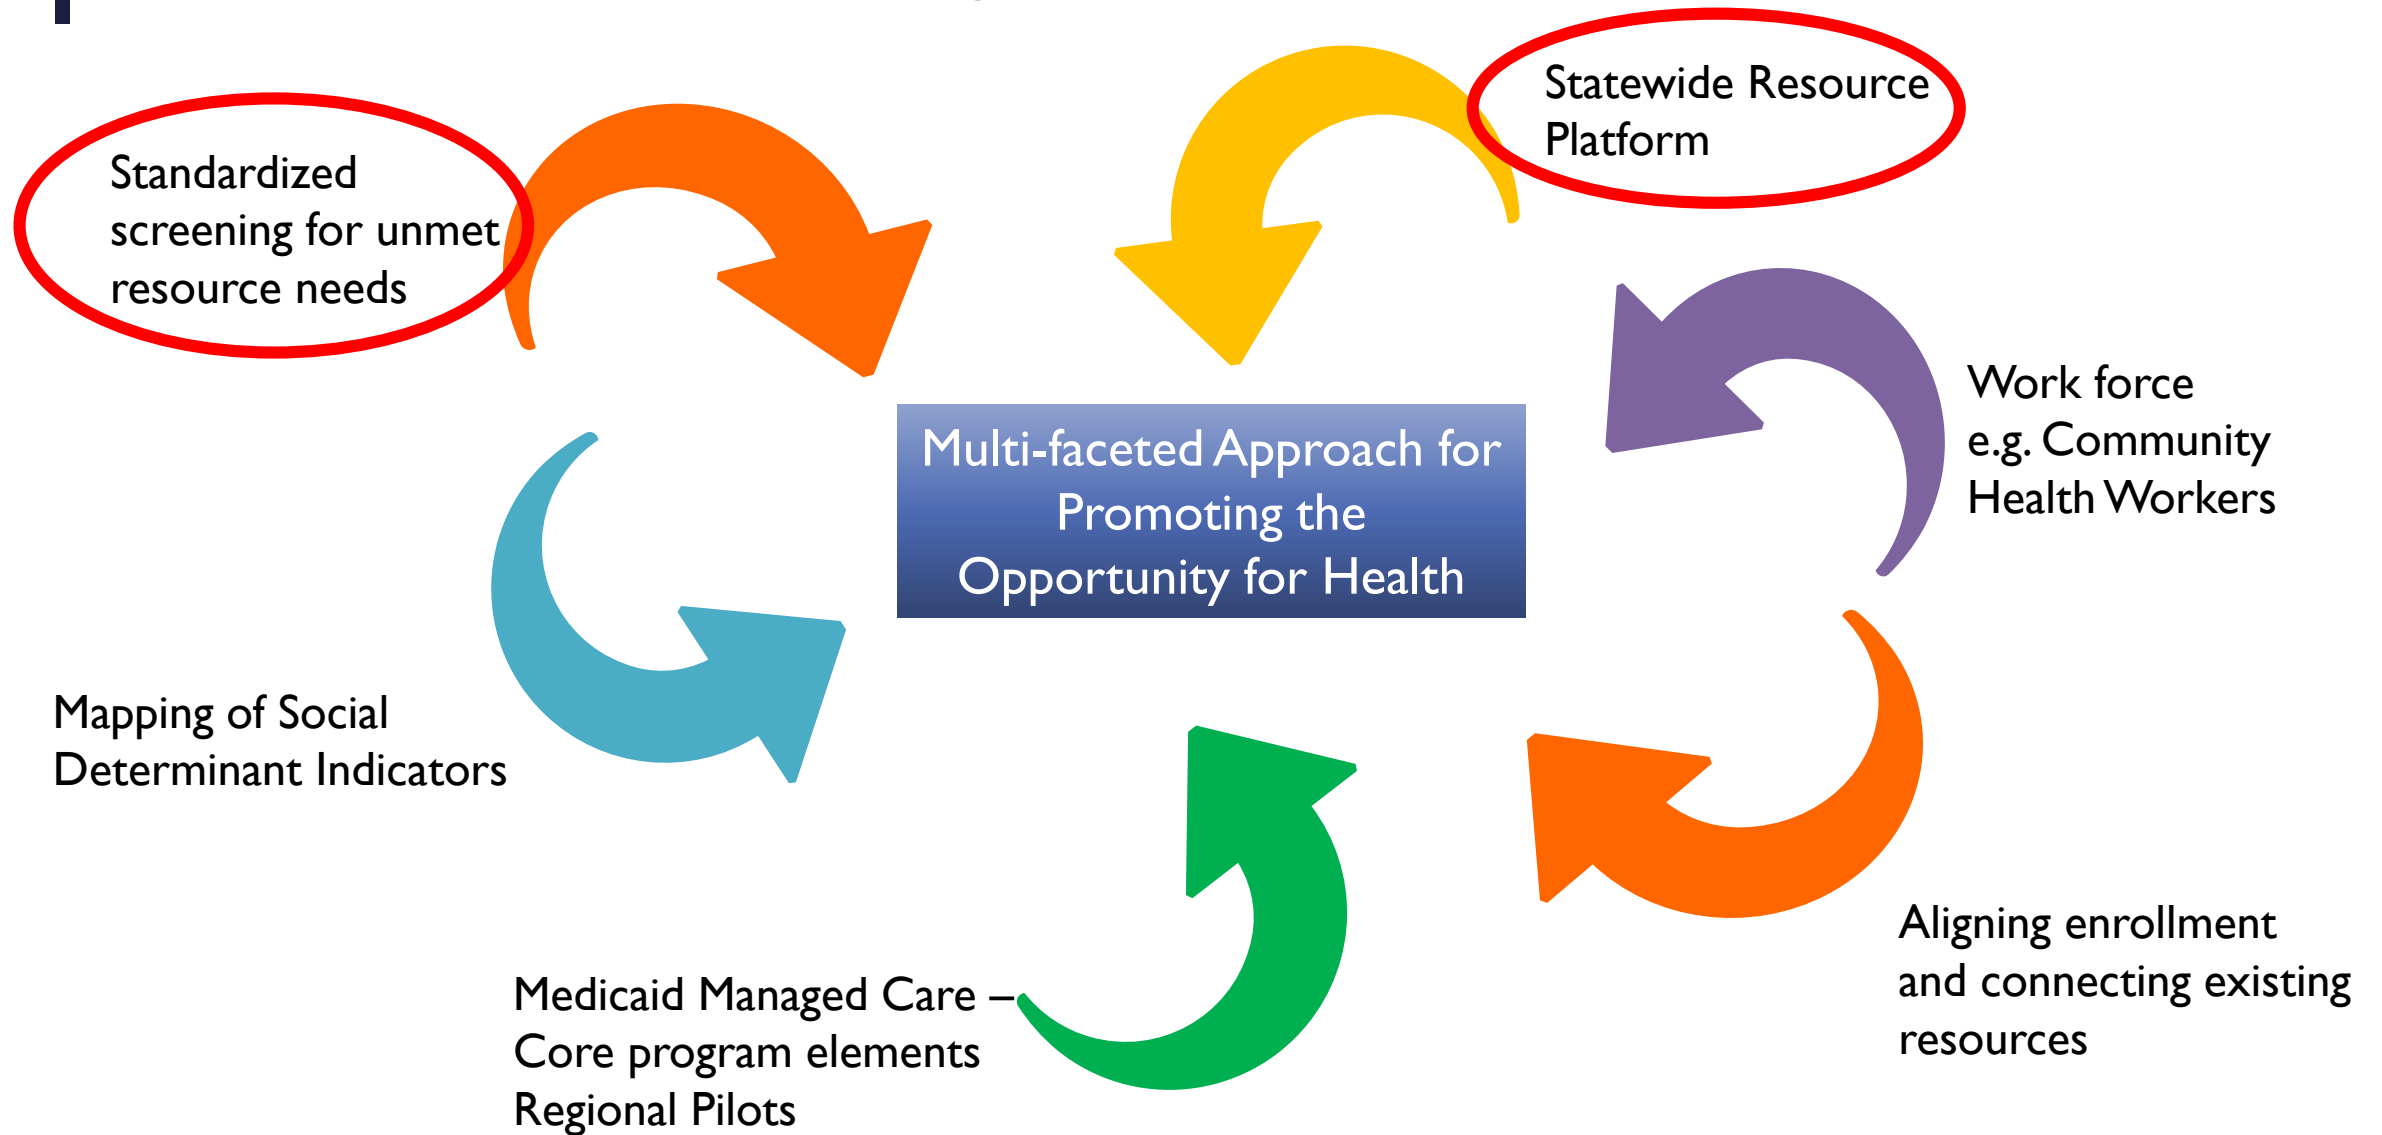 Statewide Resource
Platform
Standardized
screening for unmet
resource needs
Work force
e.g. Community
Health Workers
Multi-faceted Approach for
Promoting the
Opportunity for Health
Mapping of Social
Determinant Indicators
Aligning enrollment
and connecting existing
resources
Medicaid Managed Care –
Core program elements
Regional Pilots